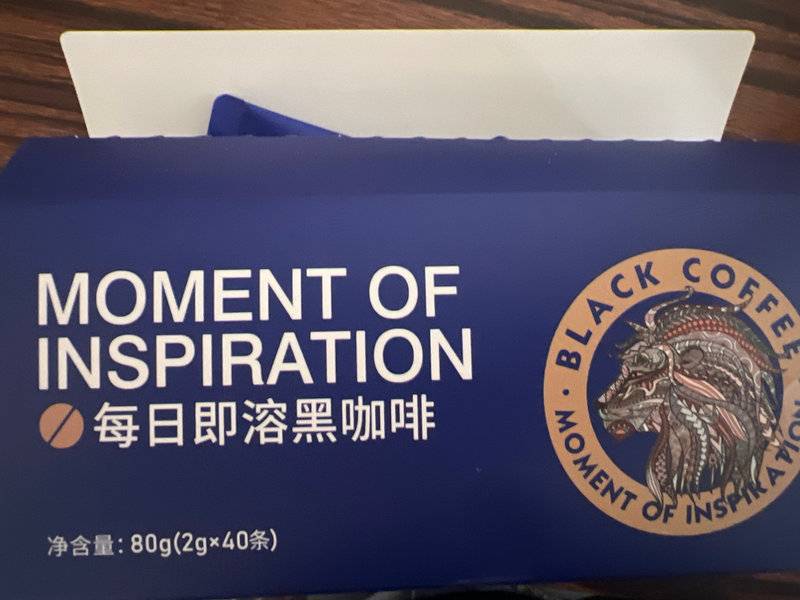 MOMENT OF
INSPIRATION
每日即溶黑咖啡
净含量: 80g(2g×40条)
BLACK COFFEE
MOMENT OF INSPIRATION